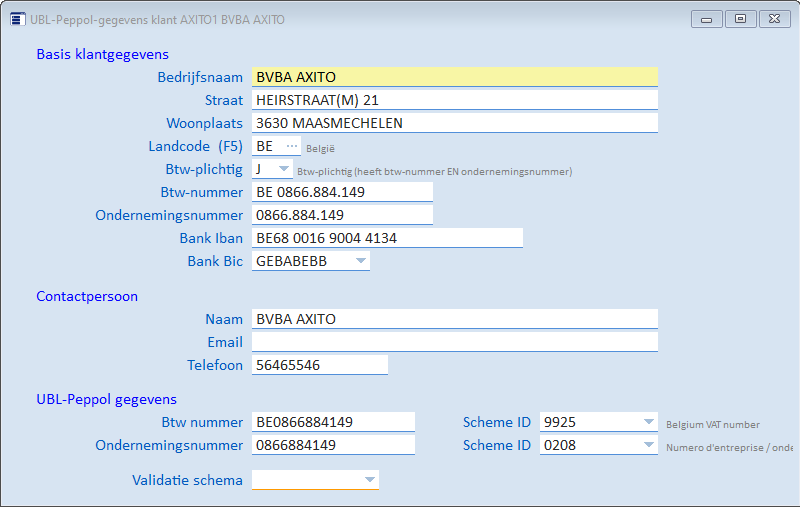 UBL-Peppol-gegevens klant AXITO1 BVBA AXITO
Basis klantgegevens
Bedrijfsnaam BVBA AXITO
Straat HEIRSTRAAT(M) 21
Woonplaats 3630 MAASMECHELEN
Landcode (F5) BE ... België
Btw-plichtig J Btw-plichtig (heeft btw-nummer EN ondernemingsnummer)
Btw-nummer BE 0866.884.149
Ondernemingsnummer 0866.884.149
Bank Iban BE68 0016 9004 4134
Bank Bic GEBABEBB
Contactpersoon
Naam BVBA AXITO
Email
Telefoon 56465546
UBL-Peppol gegevens
Btw nummer BE0866884149 Scheme ID 9925 Belgium VAT number
Ondernemingsnummer 0866884149 Scheme ID 0208 Numero d'entreprise / onde
Validatie schema